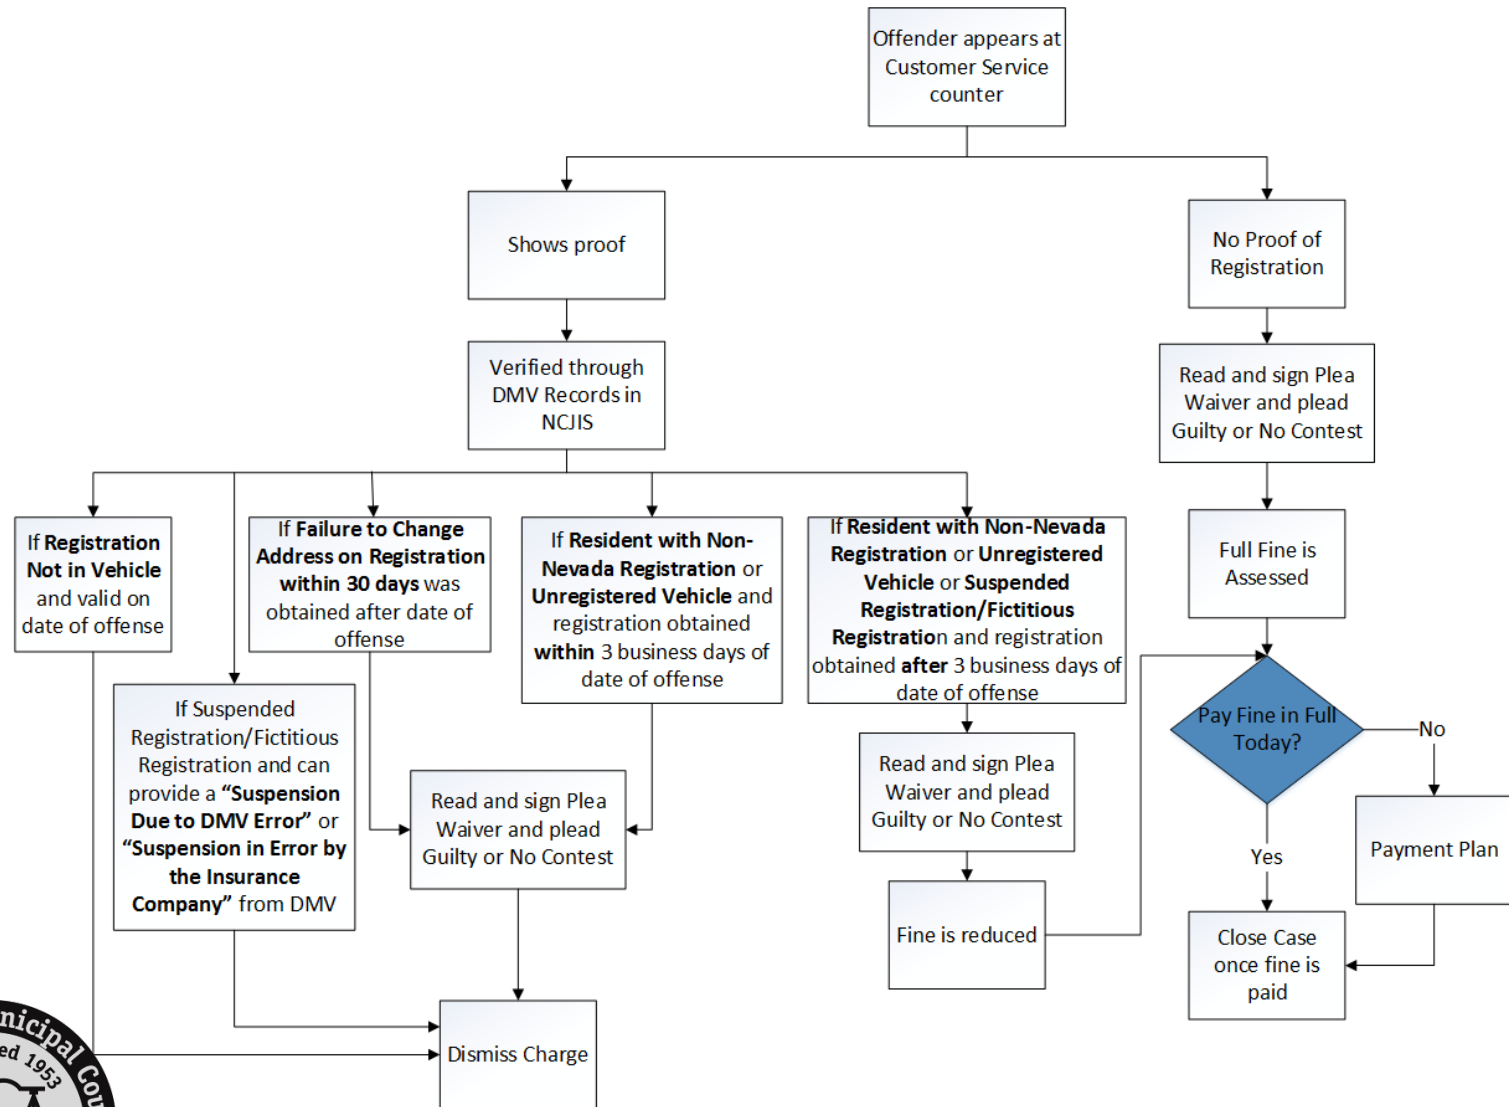 Offender appears at
Customer Service
counter
Shows proof
No Proof of
Registration
Verified through
DMV Records in
NCJIS
Read and sign Plea
Waiver and plead
Guilty or No Contest
If Registration
Not in Vehicle
and valid on
date of offense
If Failure to Change
Address on Registration
within 30 days was
obtained after date of
offense
If Resident with Non-
Nevada Registration or
Unregistered Vehicle and
registration obtained
within 3 business days of
date of offense
If Resident with Non-Nevada
Registration or Unregistered
Vehicle or Suspended
Registration/Fictitious
Registration and registration
obtained after 3 business days of
date of offense
Full Fine is
Assessed
If Suspended
Registration/Fictitious
Registration and can
provide a “Suspension
Due to DMV Error” or
“Suspension in Error by
the Insurance
Company” from DMV
Read and sign Plea
Waiver and plead
Guilty or No Contest
Read and sign Plea
Waiver and plead
Guilty or No Contest
Pay Fine in Full
Today?
No
Yes
Payment Plan
Fine is reduced
Close Case
once fine is
paid
Dismiss Charge
1953